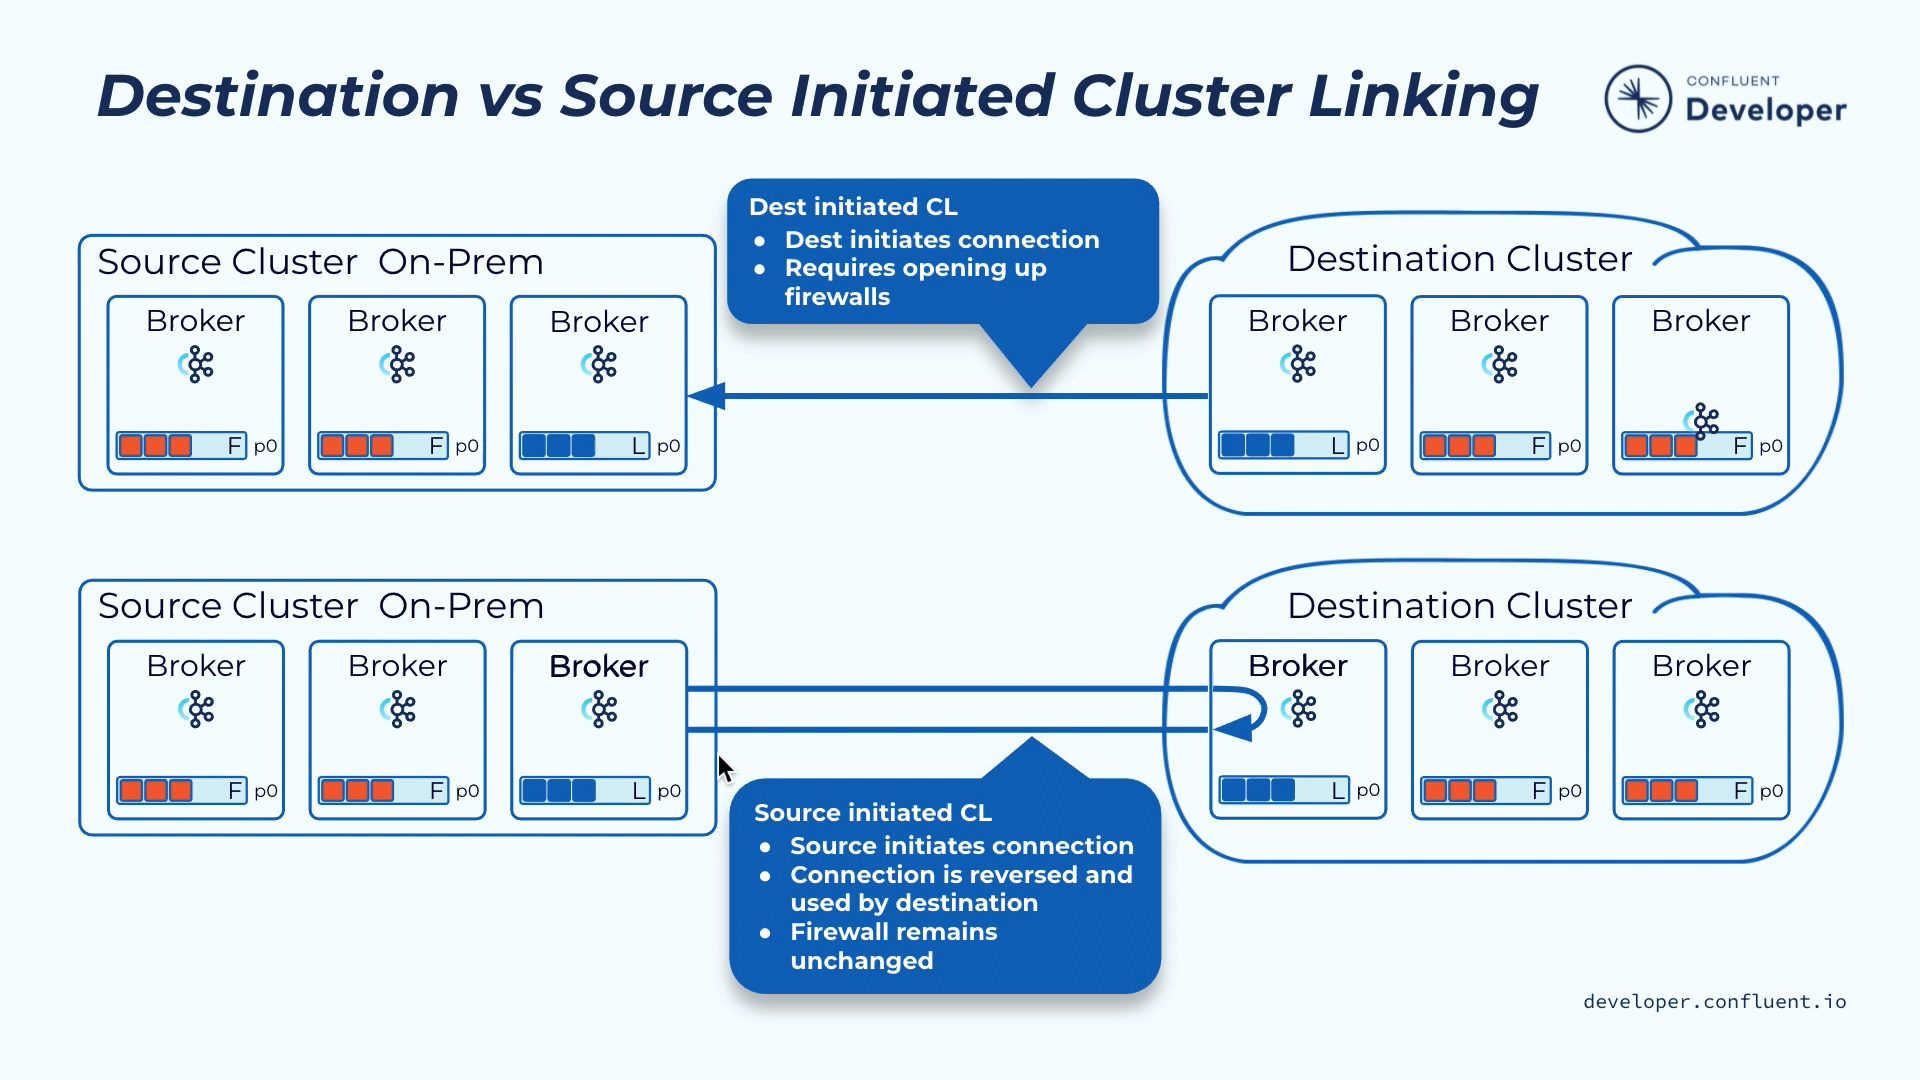 Destination vs Source Initiated Cluster Linking
CONFLUENT
Developer
Dest initiated CL
● Dest initiates connection
● Requires opening up
firewalls
Source Cluster On-Prem
Broker
F p0
Broker
F p0
Broker
L p0
Destination Cluster
Broker
L p0
Broker
F p0
Broker
F p0
Source Cluster On-Prem
Broker
F p0
Broker
F p0
Broker
L p0
Destination Cluster
Broker
L p0
Broker
F p0
Broker
F p0
Source initiated CL
● Source initiates connection
● Connection is reversed and
used by destination
● Firewall remains
unchanged
developer.confluent.io